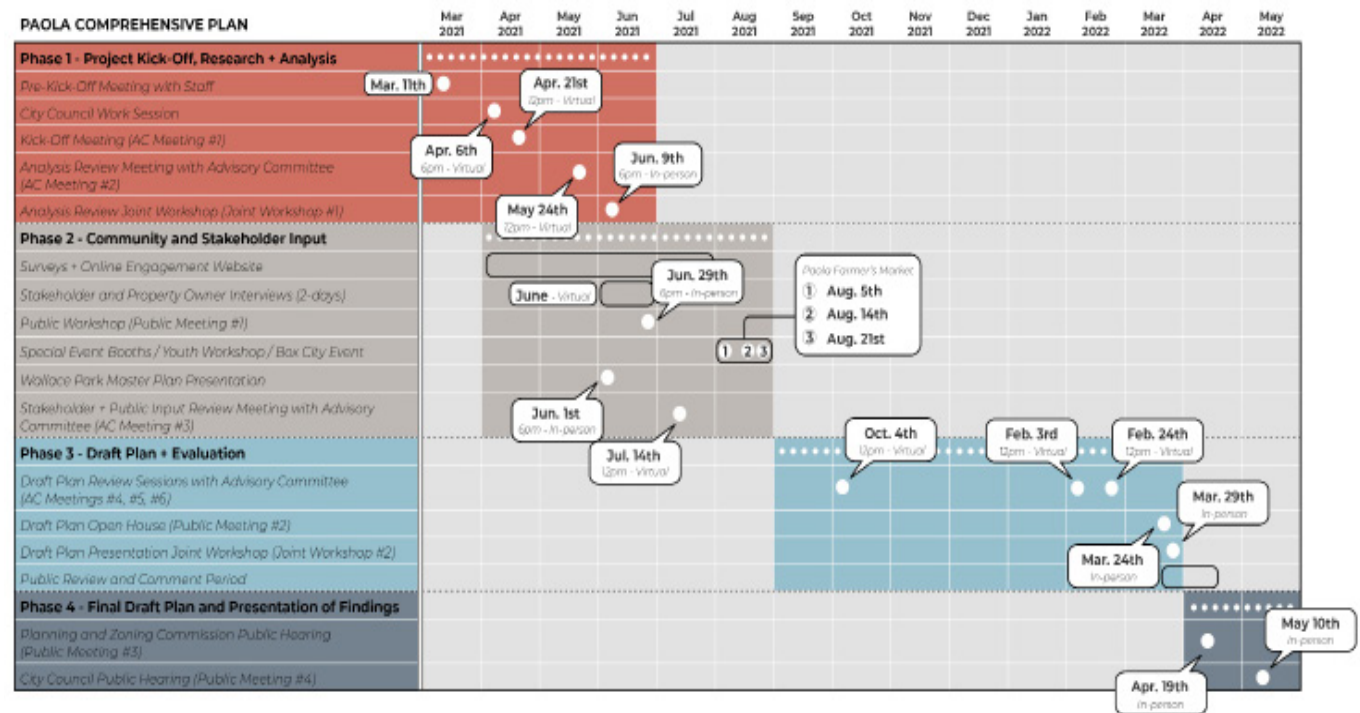 PAOLA COMPREHENSIVE PLAN
Mar 2021
Apr 2021
May 2021
Jun 2021
Jul 2021
Aug 2021
Sep 2021
Oct 2021
Nov 2021
Dec 2021
Jan 2022
Feb 2022
Mar 2022
Apr 2022
May 2022
Phase 1 - Project Kick-Off, Research + Analysis
Pre-Kick-Off Meeting with Staff
Mar. 11th
City Council Work Session
Apr. 6th
6pm - Virtual
Kick-Off Meeting (AC Meeting #1)
Apr. 21st
12pm - Virtual
Analysis Review Meeting with Advisory Committee
(AC Meeting #2)
May 24th
12pm - Virtual
Analysis Review Joint Workshop (Joint Workshop #1)
Jun. 9th
6pm - In-person
Phase 2 - Community and Stakeholder Input
Surveys + Online Engagement Website
Stakeholder and Property Owner Interviews (2-days)
June - Virtual
Public Workshop (Public Meeting #1)
Jun. 29th
6pm - In-person
Special Event Booths / Youth Workshop / Box City Event
1 2 3
Paola Farmer's Market
1 Aug. 5th
2 Aug. 14th
3 Aug. 21st
Wallace Park Master Plan Presentation
Jun. 1st
6pm - In-person
Stakeholder + Public Input Review Meeting with Advisory
Committee (AC Meeting #3)
Jul. 14th
12pm - Virtual
Phase 3 - Draft Plan + Evaluation
Draft Plan Review Sessions with Advisory Committee
(AC Meetings #4, #5, #6)
Oct. 4th
12pm - Virtual
Feb. 3rd
12pm - Virtual
Feb. 24th
12pm - Virtual
Draft Plan Open House (Public Meeting #2)
Mar. 24th
In-person
Draft Plan Presentation Joint Workshop (Joint Workshop #2)
Mar. 29th
In-person
Public Review and Comment Period
Phase 4 - Final Draft Plan and Presentation of Findings
Planning and Zoning Commission Public Hearing
(Public Meeting #3)
Apr. 19th
In-person
City Council Public Hearing (Public Meeting #4)
May 10th
In-person